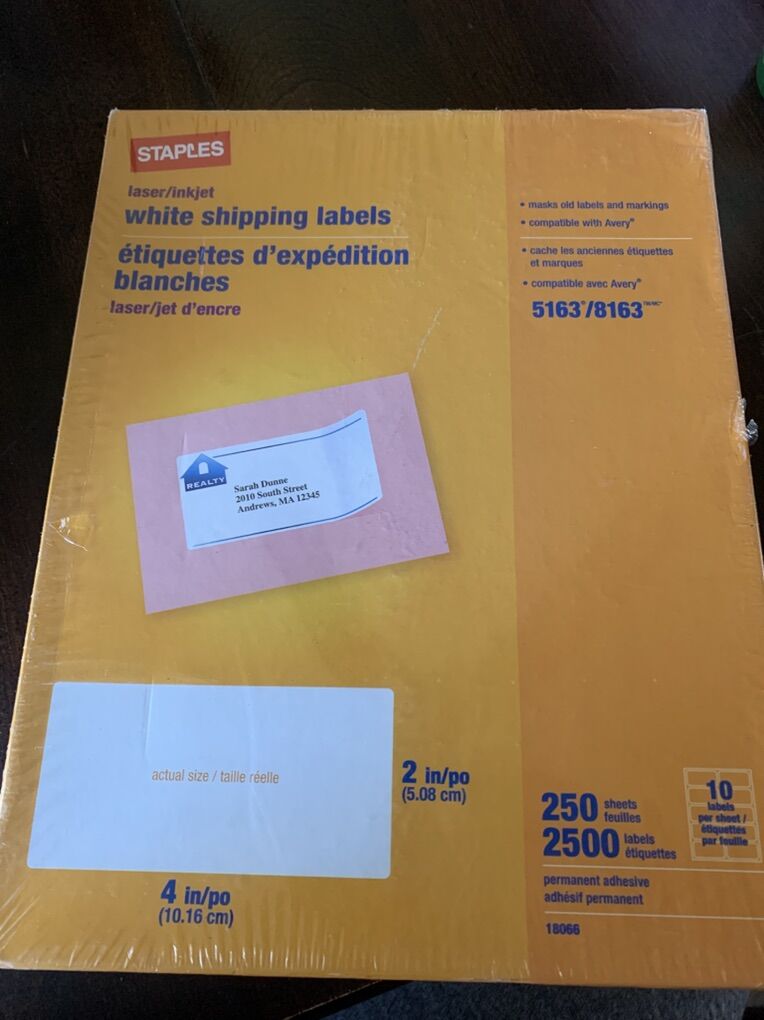 STAPLES
laser/inkjet
white shipping labels
étiquettes d'expédition
blanches
laser/jet d'encre
• masks old labels and markings
• compatible with Avery®
• cache les anciennes étiquettes
et marques
• compatible avec Avery®
5163®/8163™/MC*
REALTY
Sarah Dunne
2010 South Street
Andrews, MA 12345
actual size / taille réelle
2 in/po
(5.08 cm)
4 in/po
(10.16 cm)
250 sheets
feuilles
2500 labels
étiquettes
10
labels
per sheet /
étiquettes
par feuille
permanent adhesive
adhésif permanent
18066